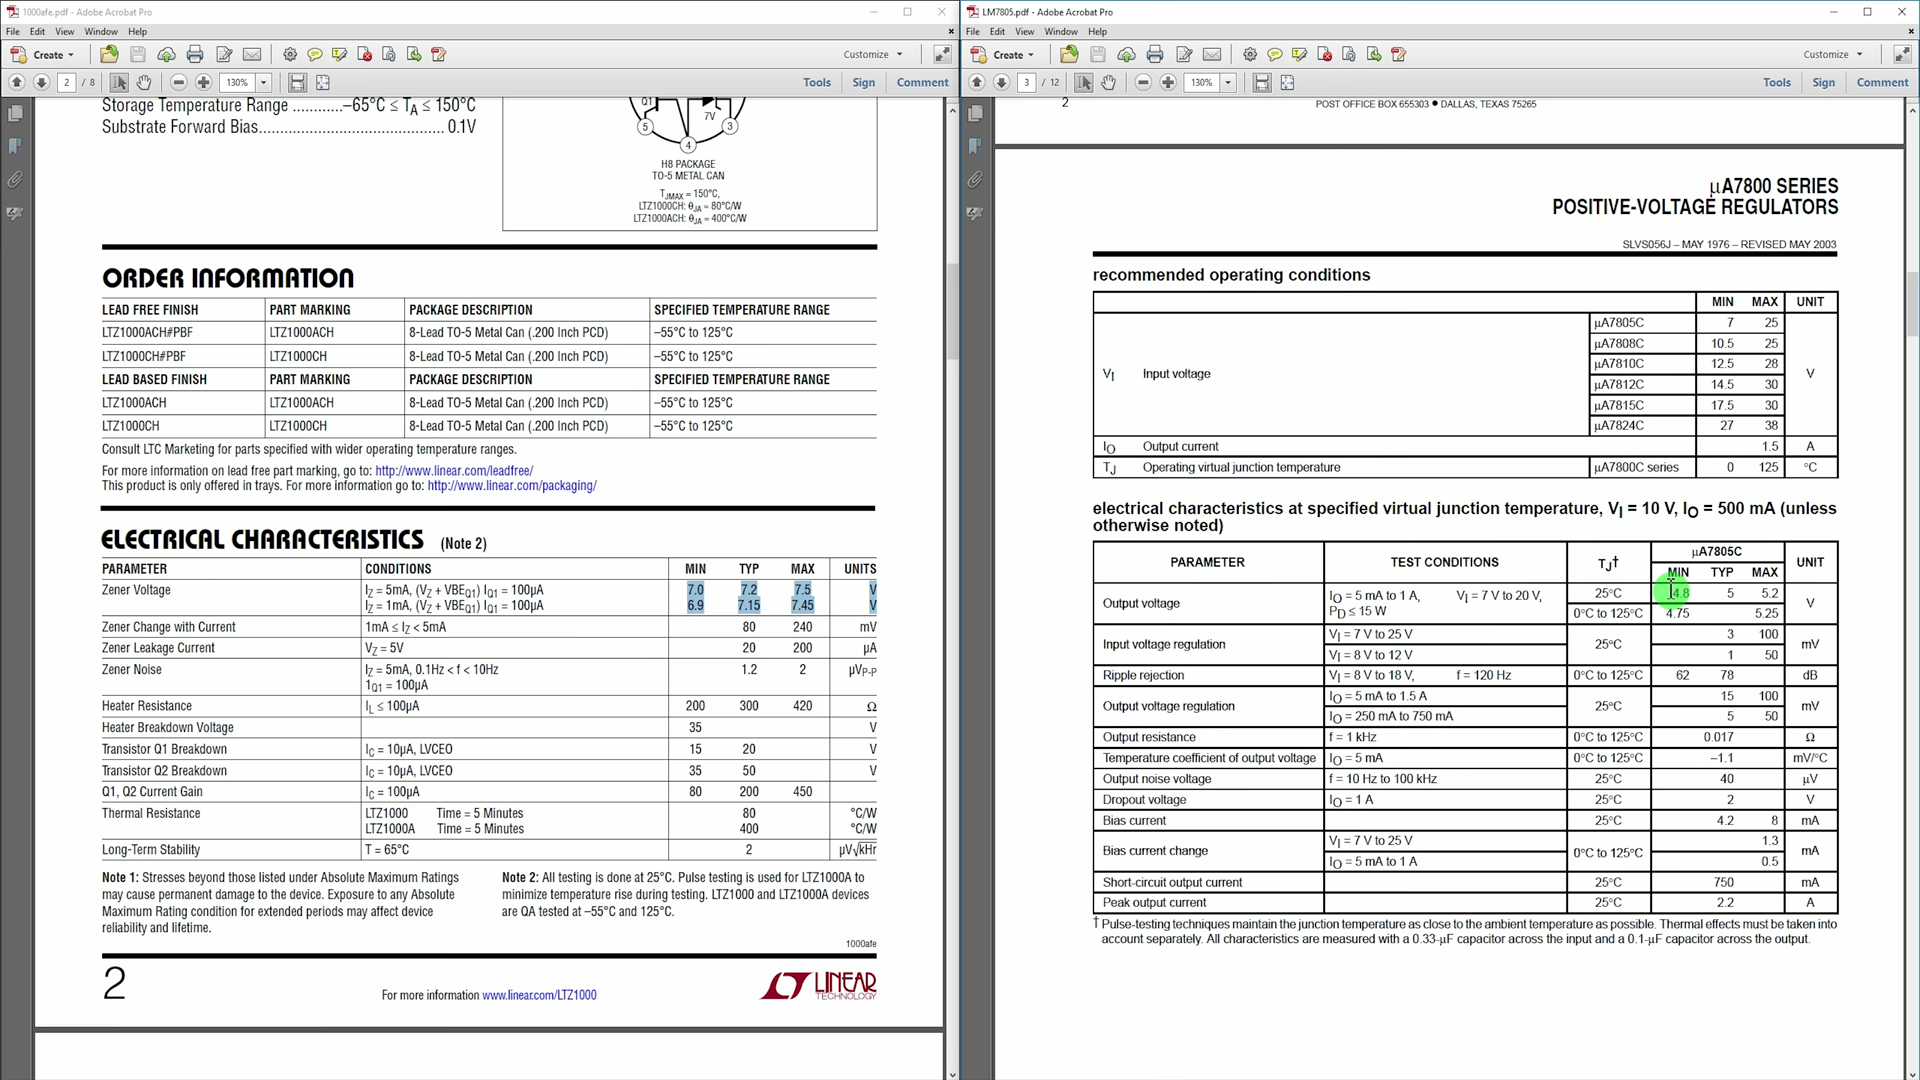 1000afe.pdf - Adobe Acrobat Pro
File Edit View Window Help
Create
Customize
2 / 8
130%
Tools Sign Comment
Storage Temperature Range ............–65°C ≤ TA ≤ 150°C
Substrate Forward Bias.......................................... 0.1V
Q1
7V
5
3
4
H8 PACKAGE
TO-5 METAL CAN
TJMAX = 150°C,
LTZ1000CH: θJA = 80°C/W
LTZ1000ACH: θJA = 400°C/W
ORDER INFORMATION
LEAD FREE FINISH PART MARKING PACKAGE DESCRIPTION SPECIFIED TEMPERATURE RANGE
LTZ1000ACH#PBF LTZ1000ACH 8-Lead TO-5 Metal Can (.200 Inch PCD) –55°C to 125°C
LTZ1000CH#PBF LTZ1000CH 8-Lead TO-5 Metal Can (.200 Inch PCD) –55°C to 125°C
LEAD BASED FINISH PART MARKING PACKAGE DESCRIPTION SPECIFIED TEMPERATURE RANGE
LTZ1000ACH LTZ1000ACH 8-Lead TO-5 Metal Can (.200 Inch PCD) –55°C to 125°C
LTZ1000CH LTZ1000CH 8-Lead TO-5 Metal Can (.200 Inch PCD) –55°C to 125°C
Consult LTC Marketing for parts specified with wider operating temperature ranges.
For more information on lead free part marking, go to: http://www.linear.com/leadfree/
This product is only offered in trays. For more information go to: http://www.linear.com/packaging/
ELECTRICAL CHARACTERISTICS (Note 2)
PARAMETER CONDITIONS MIN TYP MAX UNITS
Zener Voltage IZ = 5mA, (VZ + VBEQ1) IQ1 = 100µA 7.0 7.2 7.5 V
IZ = 1mA, (VZ + VBEQ1) IQ1 = 100µA 6.9 7.15 7.45 V
Zener Change with Current 1mA ≤ IZ < 5mA 80 240 mV
Zener Leakage Current VZ = 5V 20 200 µA
Zener Noise IZ = 5mA, 0.1Hz < f < 10Hz 1.2 2 µVP-P
1Q1 = 100µA
Heater Resistance IL ≤ 100µA 200 300 420 Ω
Heater Breakdown Voltage 35 V
Transistor Q1 Breakdown IC = 10µA, LVCEO 15 20 V
Transistor Q2 Breakdown IC = 10µA, LVCEO 35 50 V
Q1, Q2 Current Gain IC = 100µA 80 200 450
Thermal Resistance LTZ1000 Time = 5 Minutes 80 °C/W
LTZ1000A Time = 5 Minutes 400 °C/W
Long-Term Stability T = 65°C 2 µV√kHr
Note 1: Stresses beyond those listed under Absolute Maximum Ratings
may cause permanent damage to the device. Exposure to any Absolute
Maximum Rating condition for extended periods may affect device
reliability and lifetime.
Note 2: All testing is done at 25°C. Pulse testing is used for LTZ1000A to
minimize temperature rise during testing. LTZ1000 and LTZ1000A devices
are QA tested at –55°C and 125°C.
1000afe
2
For more information www.linear.com/LTZ1000
LT LINEAR
TECHNOLOGY
LM7805.pdf - Adobe Acrobat Pro
File Edit View Window Help
Create
Customize
3 / 12
130%
Tools Sign Comment
2
POST OFFICE BOX 655303 ● DALLAS, TEXAS 75265
µA7800 SERIES
POSITIVE-VOLTAGE REGULATORS
SLVS056J – MAY 1976 – REVISED MAY 2003
recommended operating conditions
MIN MAX UNIT
VI Input voltage V
µA7805C 7 25
µA7808C 10.5 25
µA7810C 12.5 28
µA7812C 14.5 30
µA7815C 17.5 30
µA7824C 27 38
IO Output current 1.5 A
TJ Operating virtual junction temperature µA7800C series 0 125 °C
electrical characteristics at specified virtual junction temperature, VI = 10 V, IO = 500 mA (unless
otherwise noted)
PARAMETER TEST CONDITIONS TJ† µA7805C UNIT
MIN TYP MAX
Output voltage IO = 5 mA to 1 A, VI = 7 V to 20 V, 25°C 4.8 5 5.2 V
PD ≤ 15 W 0°C to 125°C 4.75 5.25
Input voltage regulation VI = 7 V to 25 V 25°C 3 100 mV
VI = 8 V to 12 V 1 50
Ripple rejection VI = 8 V to 18 V, f = 120 Hz 0°C to 125°C 62 78 dB
Output voltage regulation IO = 5 mA to 1.5 A 25°C 15 100 mV
IO = 250 mA to 750 mA 5 50
Output resistance f = 1 kHz 0°C to 125°C 0.017 Ω
Temperature coefficient of output voltage IO = 5 mA 0°C to 125°C –1.1 mV/°C
Output noise voltage f = 10 Hz to 100 kHz 25°C 40 µV
Dropout voltage IO = 1 A 25°C 2 V
Bias current 25°C 4.2 8 mA
Bias current change VI = 7 V to 25 V 0°C to 125°C 1.3 mA
IO = 5 mA to 1 A 0.5
Short-circuit output current 25°C 750 mA
Peak output current 25°C 2.2 A
† Pulse-testing techniques maintain the junction temperature as close to the ambient temperature as possible. Thermal effects must be taken into
account separately. All characteristics are measured with a 0.33-µF capacitor across the input and a 0.1-µF capacitor across the output.